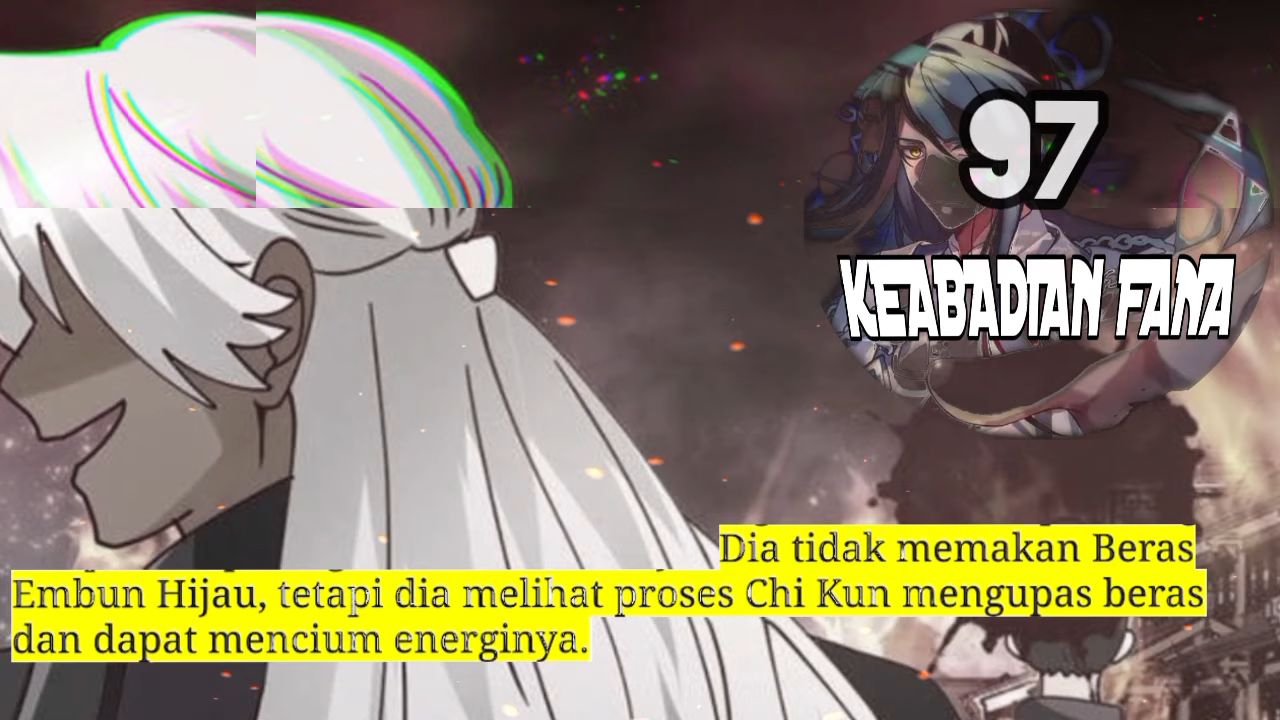 97
KEABADIAN FANA
Dia tidak memakan Beras
Embun Hijau, tetapi dia melihat proses Chi Kun mengupas beras
dan dapat mencium energinya.